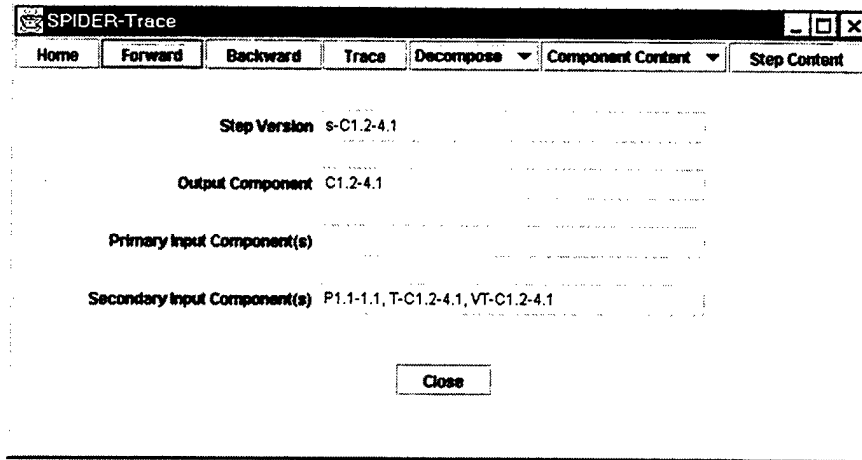 SPIDER-Trace
Home Forward Backward Trace Decompose Component Content Step Content
Step Version s-C1.2-4.1
Output Component C1.2-4.1
Primary Input Component(s)
Secondary Input Component(s) P1.1-1.1, T-C1.2-4.1, VT-C1.2-4.1
Close